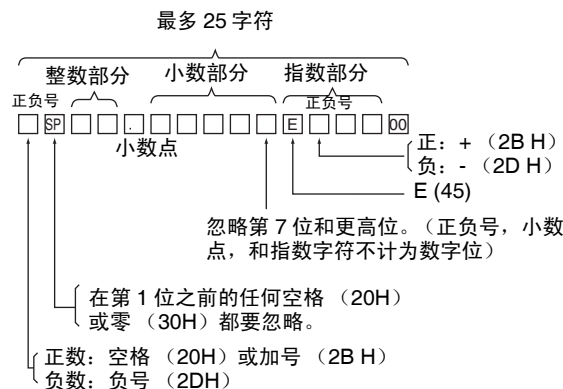 最多 25 字符
整数部分 小数部分 指数部分
正负号 正负号
SP . E 00
小数点
正：+ （2B H）
负：- （2D H）
E (45)
忽略第 7 位和更高位。（正负号，小数
点，和指数字符不计为数字位）
在第 1 位之前的任何空格 （20H）
或零 （30H）都要忽略。
正数：空格 （20H）或加号 （2B H）
负数：负号 （2DH）